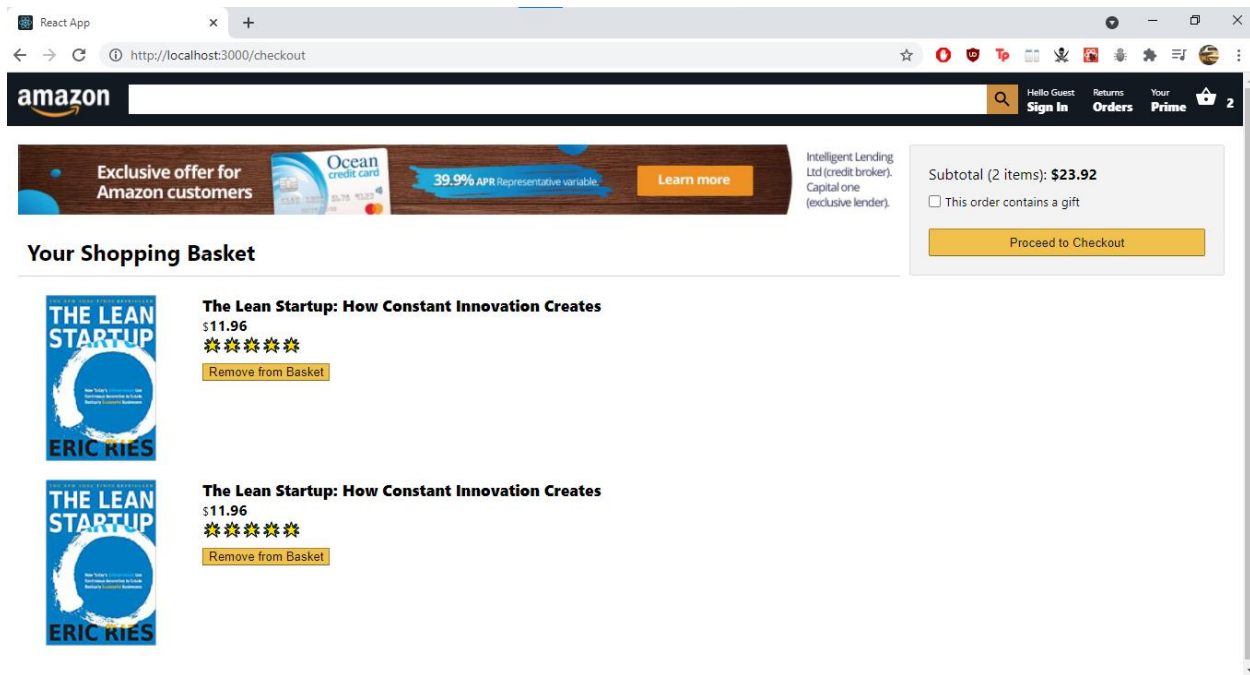 React App
http://localhost:3000/checkout
amazon
Hello Guest
Sign In
Returns
Orders
Your
Prime
2
Exclusive offer for
Amazon customers
Ocean
credit card
39.9% APR Representative variable.
Learn more
Intelligent Lending
Ltd (credit broker).
Capital one
(exclusive lender).
Subtotal (2 items): $23.92
This order contains a gift
Proceed to Checkout
Your Shopping Basket
THE LEAN
STARTUP
ERIC RIES
The Lean Startup: How Constant Innovation Creates
$11.96
Remove from Basket
THE LEAN
STARTUP
ERIC RIES
The Lean Startup: How Constant Innovation Creates
$11.96
Remove from Basket